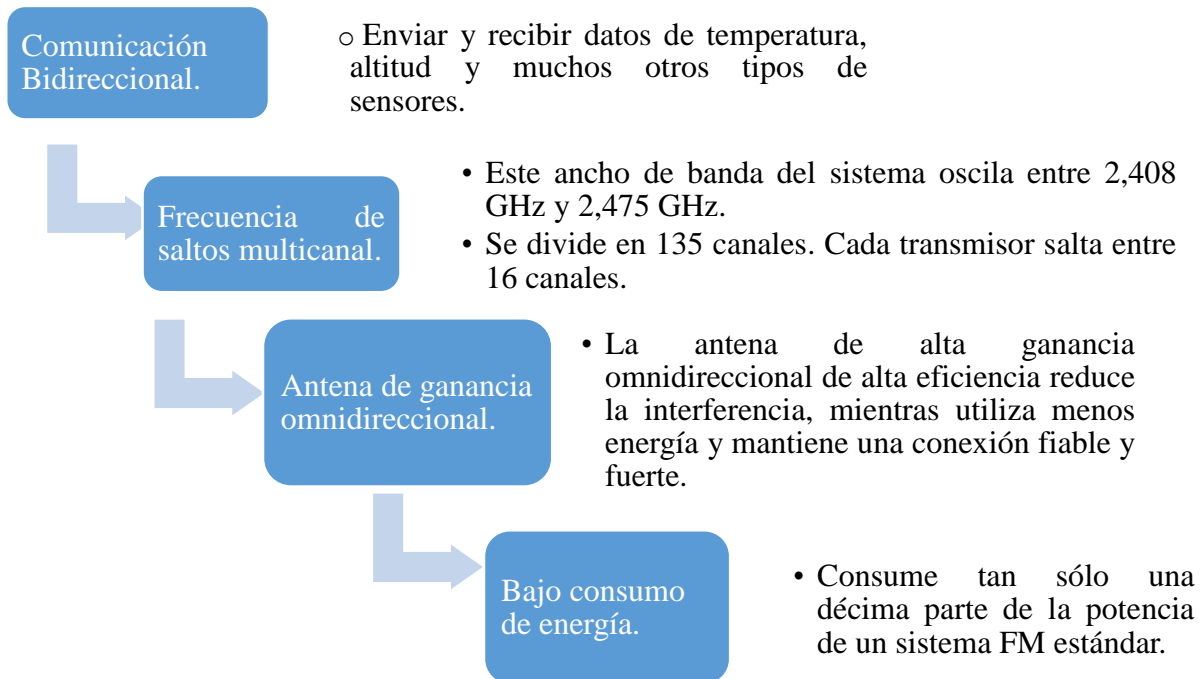 Comunicación
Bidireccional.
o Enviar y recibir datos de temperatura,
altitud y muchos otros tipos de
sensores.
Frecuencia de
saltos multicanal.
• Este ancho de banda del sistema oscila entre 2,408
GHz y 2,475 GHz.
• Se divide en 135 canales. Cada transmisor salta entre
16 canales.
Antena de ganancia
omnidireccional.
• La antena de alta ganancia
omnidireccional de alta eficiencia reduce
la interferencia, mientras utiliza menos
energía y mantiene una conexión fiable y
fuerte.
Bajo consumo
de energía.
• Consume tan sólo una
décima parte de la potencia
de un sistema FM estándar.